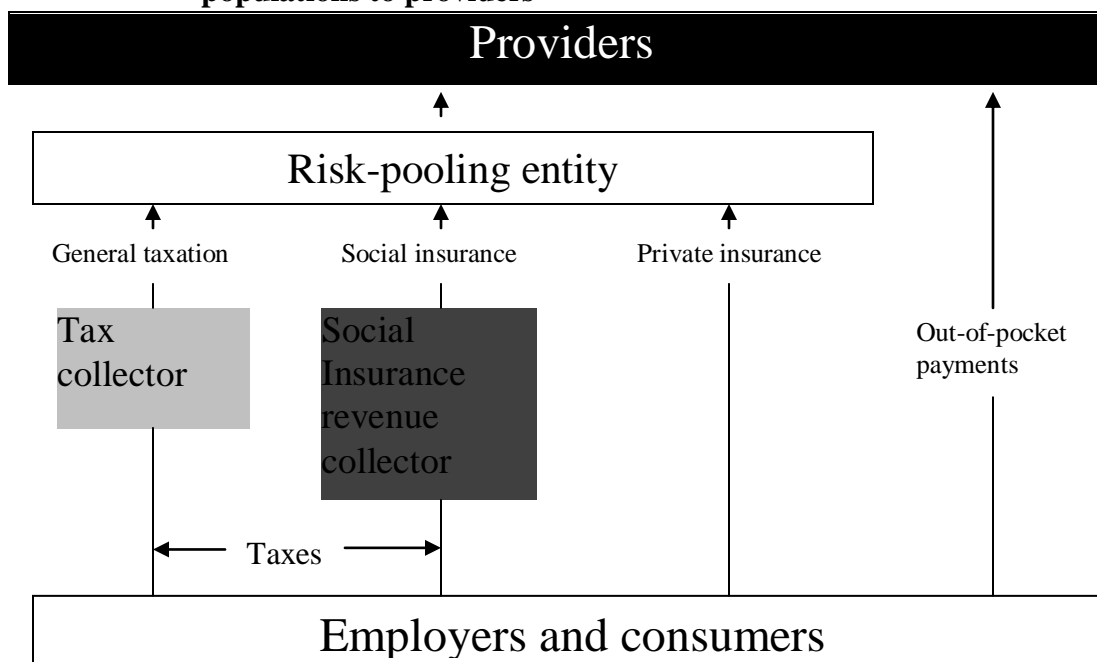 populations to providers
Providers
Risk-pooling entity
General taxation
Social insurance
Private insurance
Tax
collector
Social
Insurance
revenue
collector
Out-of-pocket
payments
Taxes
Employers and consumers